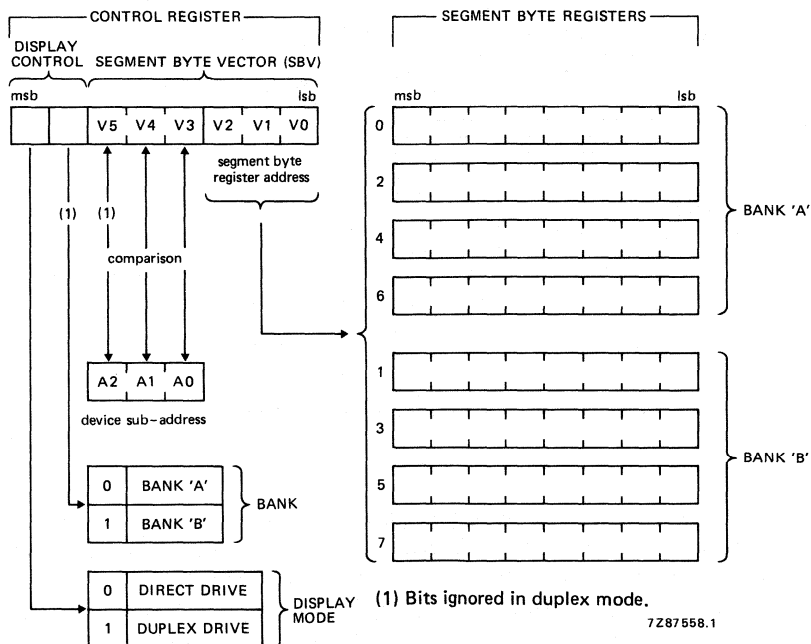 CONTROL REGISTER
SEGMENT BYTE REGISTERS
DISPLAY
CONTROL
SEGMENT BYTE VECTOR (SBV)
msb
lsb
V5 V4 V3 V2 V1 V0
segment byte
register address
(1)
(1)
comparison
A2 A1 A0
device sub-address
0 BANK 'A'
1 BANK 'B'
BANK
0 DIRECT DRIVE
1 DUPLEX DRIVE
DISPLAY
MODE
msb
lsb
0
2
4
6
BANK 'A'
1
3
5
7
BANK 'B'
(1) Bits ignored in duplex mode.
7Z87558.1